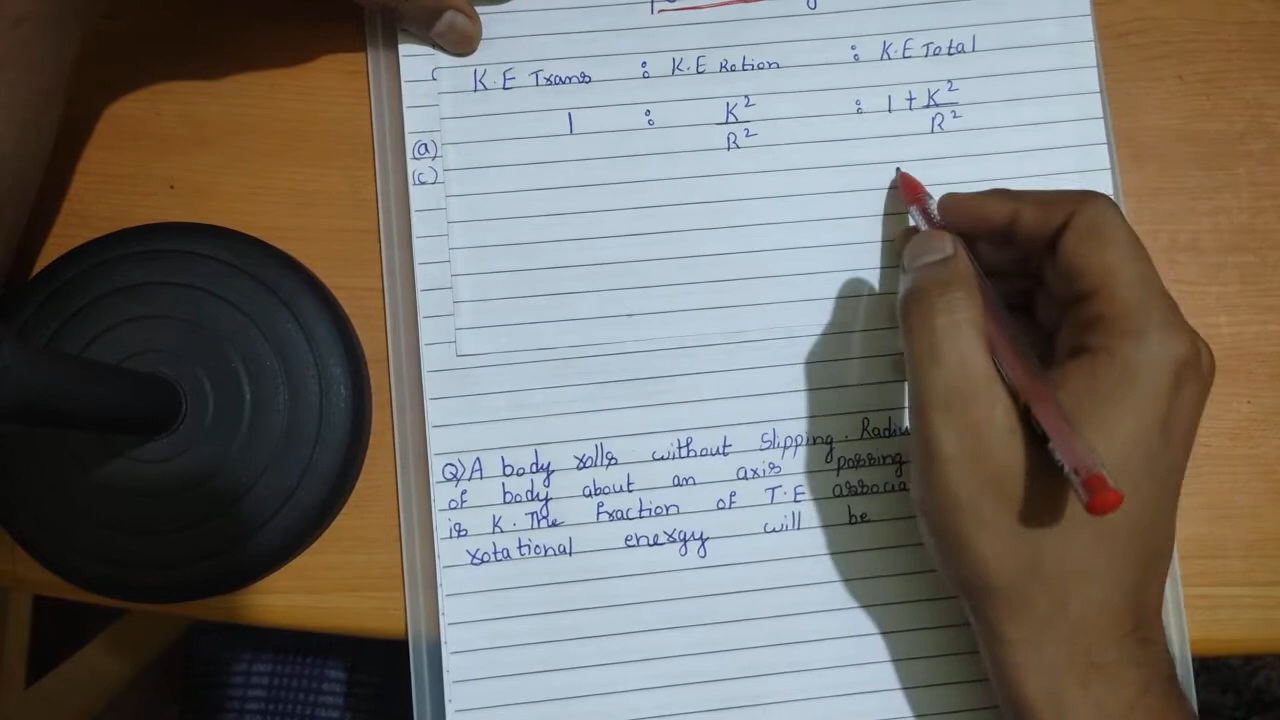 K.E Trans : K.E Rotion : K.E Total
1 : K²/R² : 1 + K²/R²
(a)
(c)
Q) A body rolls without slipping. Radiu
of body about an axis passing
is K. The fraction of T.E associa
rotational energy will be